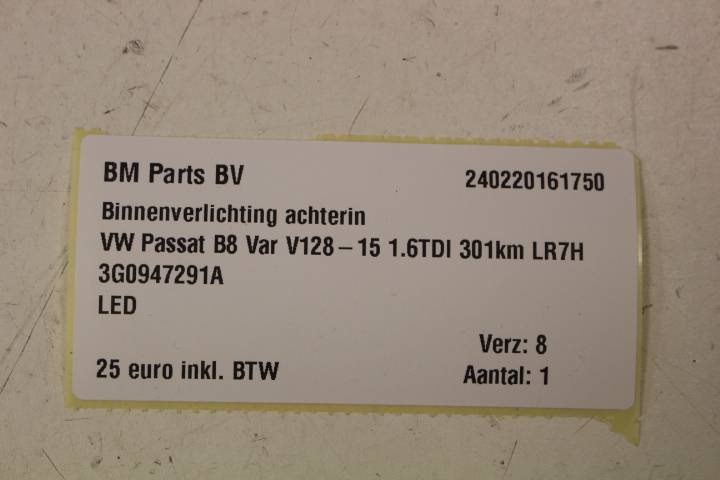 BM Parts BV 240220161750
Binnenverlichting achterin
VW Passat B8 Var V128-15 1.6TDI 301km LR7H
3G0947291A
LED
Verz: 8
25 euro inkl. BTW Aantal: 1